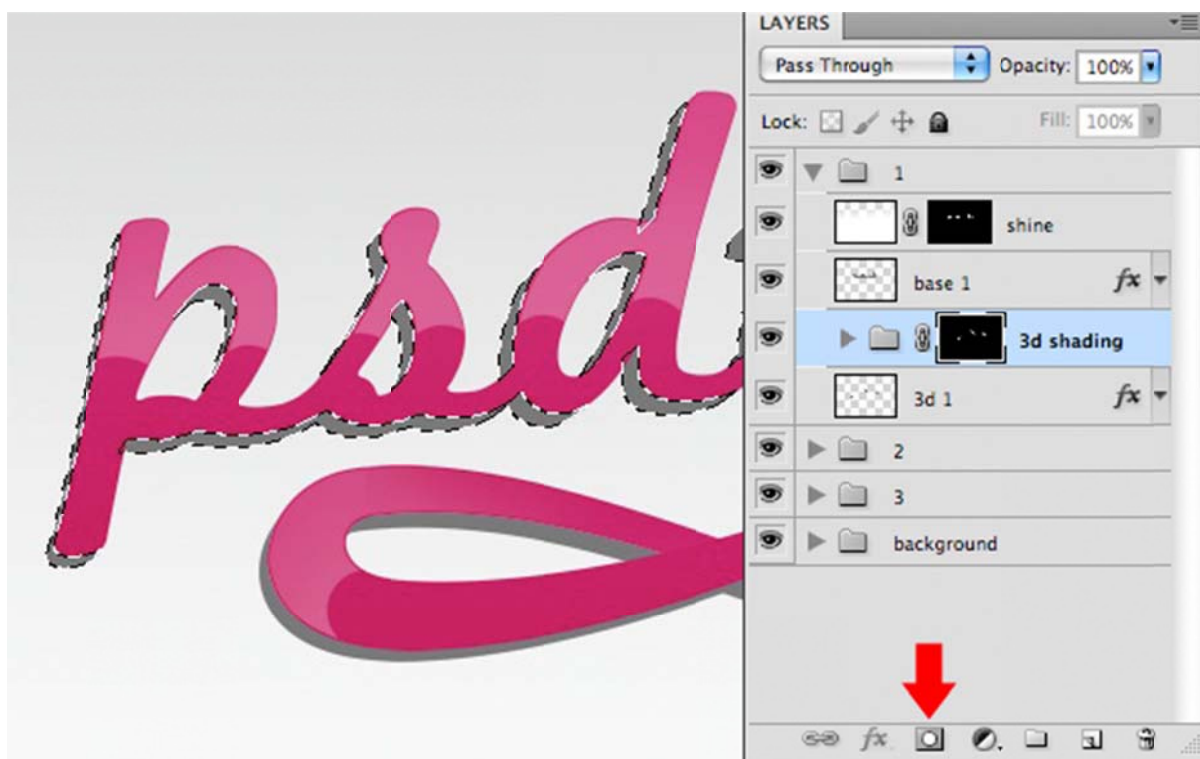 LAYERS
Pass Through Opacity: 100%
Lock: Fill: 100%
1
shine
base 1 fx
3d shading
3d 1 fx
2
3
background
fx
psd